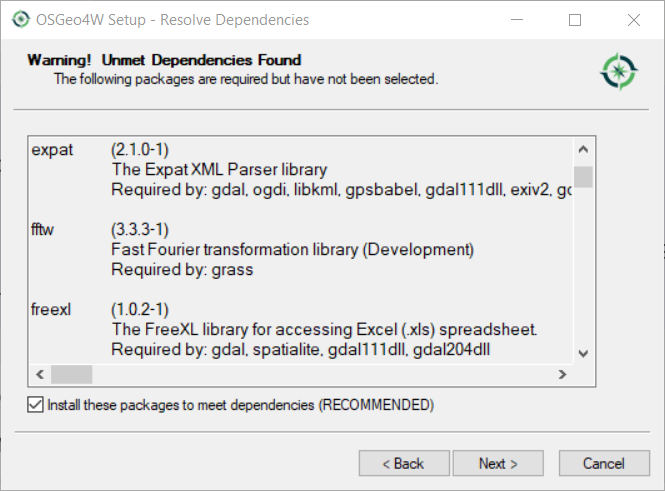 OSGeo4W Setup - Resolve Dependencies
Warning! Unmet Dependencies Found
The following packages are required but have not been selected.
expat (2.1.0-1)
The Expat XML Parser library
Required by: gdal, ogdi, libkml, gpsbabel, gdal111dll, exiv2,
fftw (3.3.3-1)
Fast Fourier transformation library (Development)
Required by: grass
freexl (1.0.2-1)
The FreeXL library for accessing Excel (.xls) spreadsheet.
Required by: gdal, spatialite, gdal111dll, gdal204dll
Install these packages to meet dependencies (RECOMMENDED)
< Back Next > Cancel